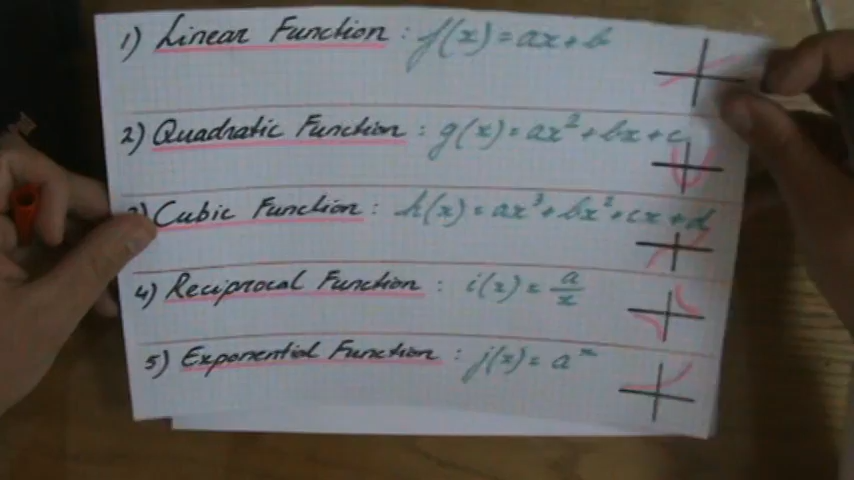 1) Linear Function : f(x) = ax + b
2) Quadratic Function : g(x) = ax² + bx + c
3) Cubic Function : h(x) = ax³ + bx² + cx + d
4) Reciprocal Function : i(x) = a/x
5) Exponential Function : j(x) = aˣ